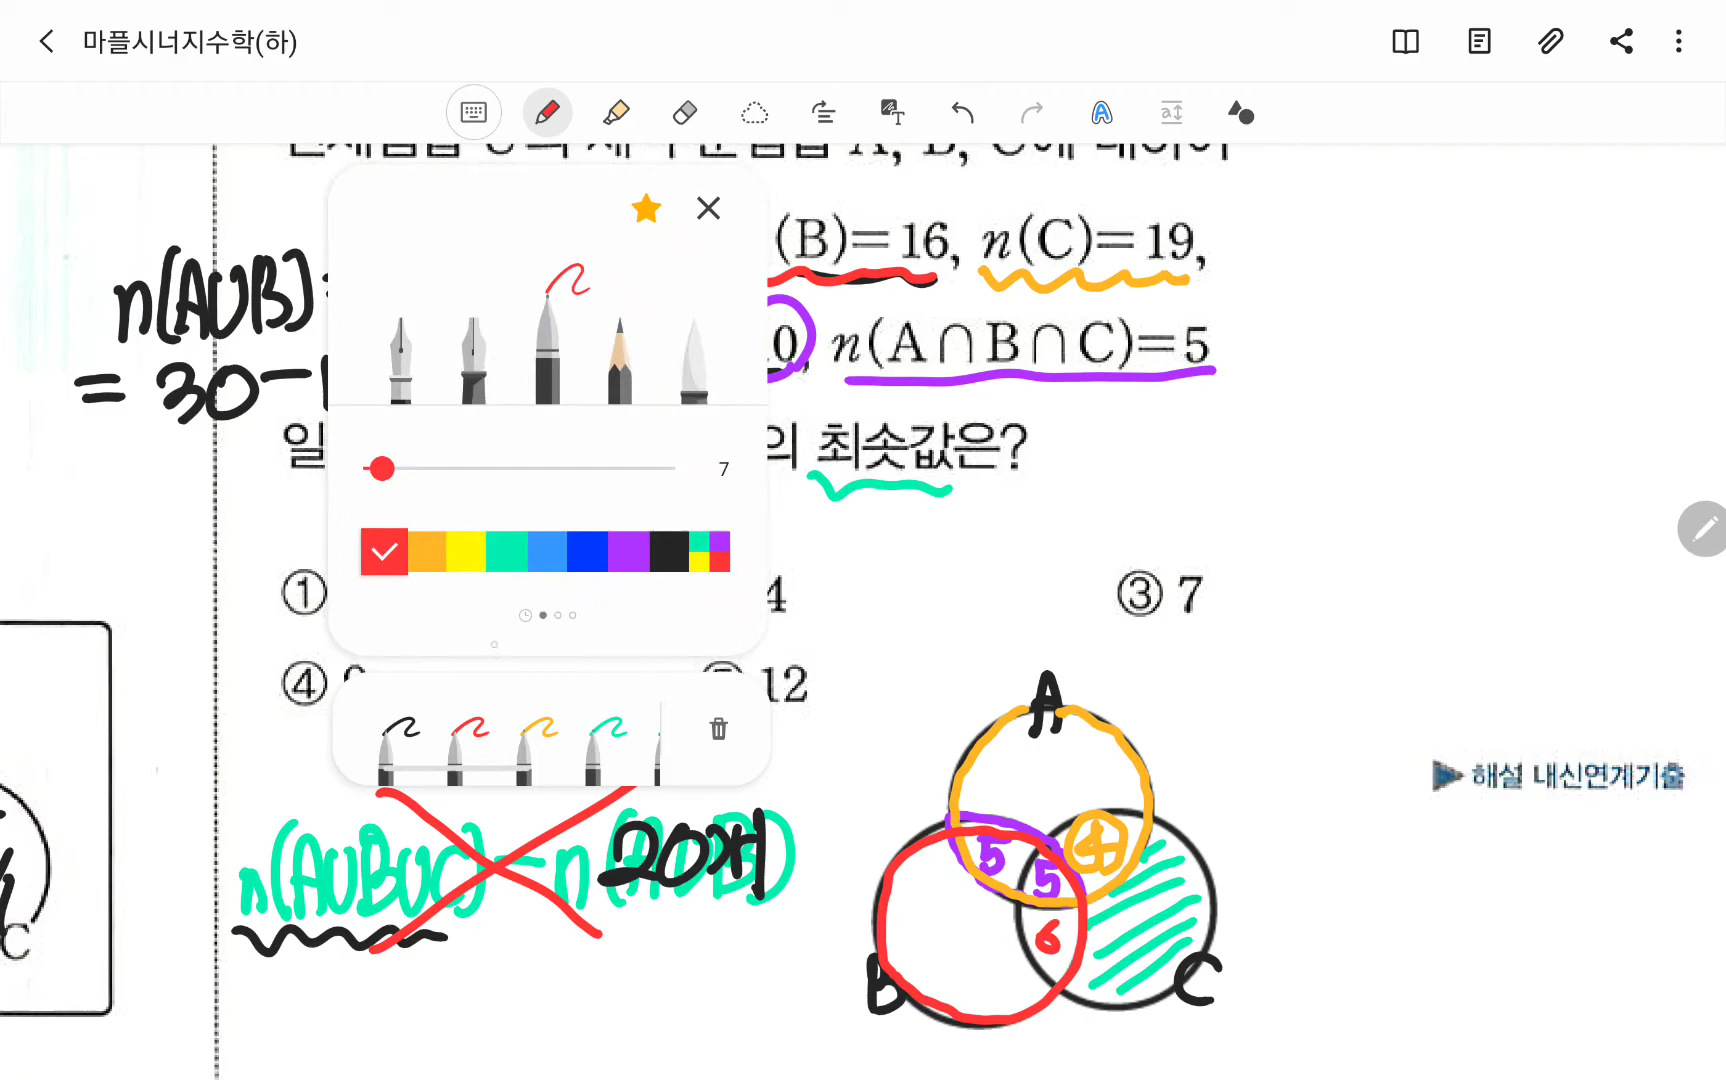 마플시너지수학(하)
(B)=16, n(C)=19,
n(A∪B)
0, n(A∩B∩C)=5
= 30-
일 의 최솟값은?
7
① 4 ③ 7
④ 12
A
해설 내신연계기출
n(A∪B∪C) - n 20개
5 5 4
6
B C
C